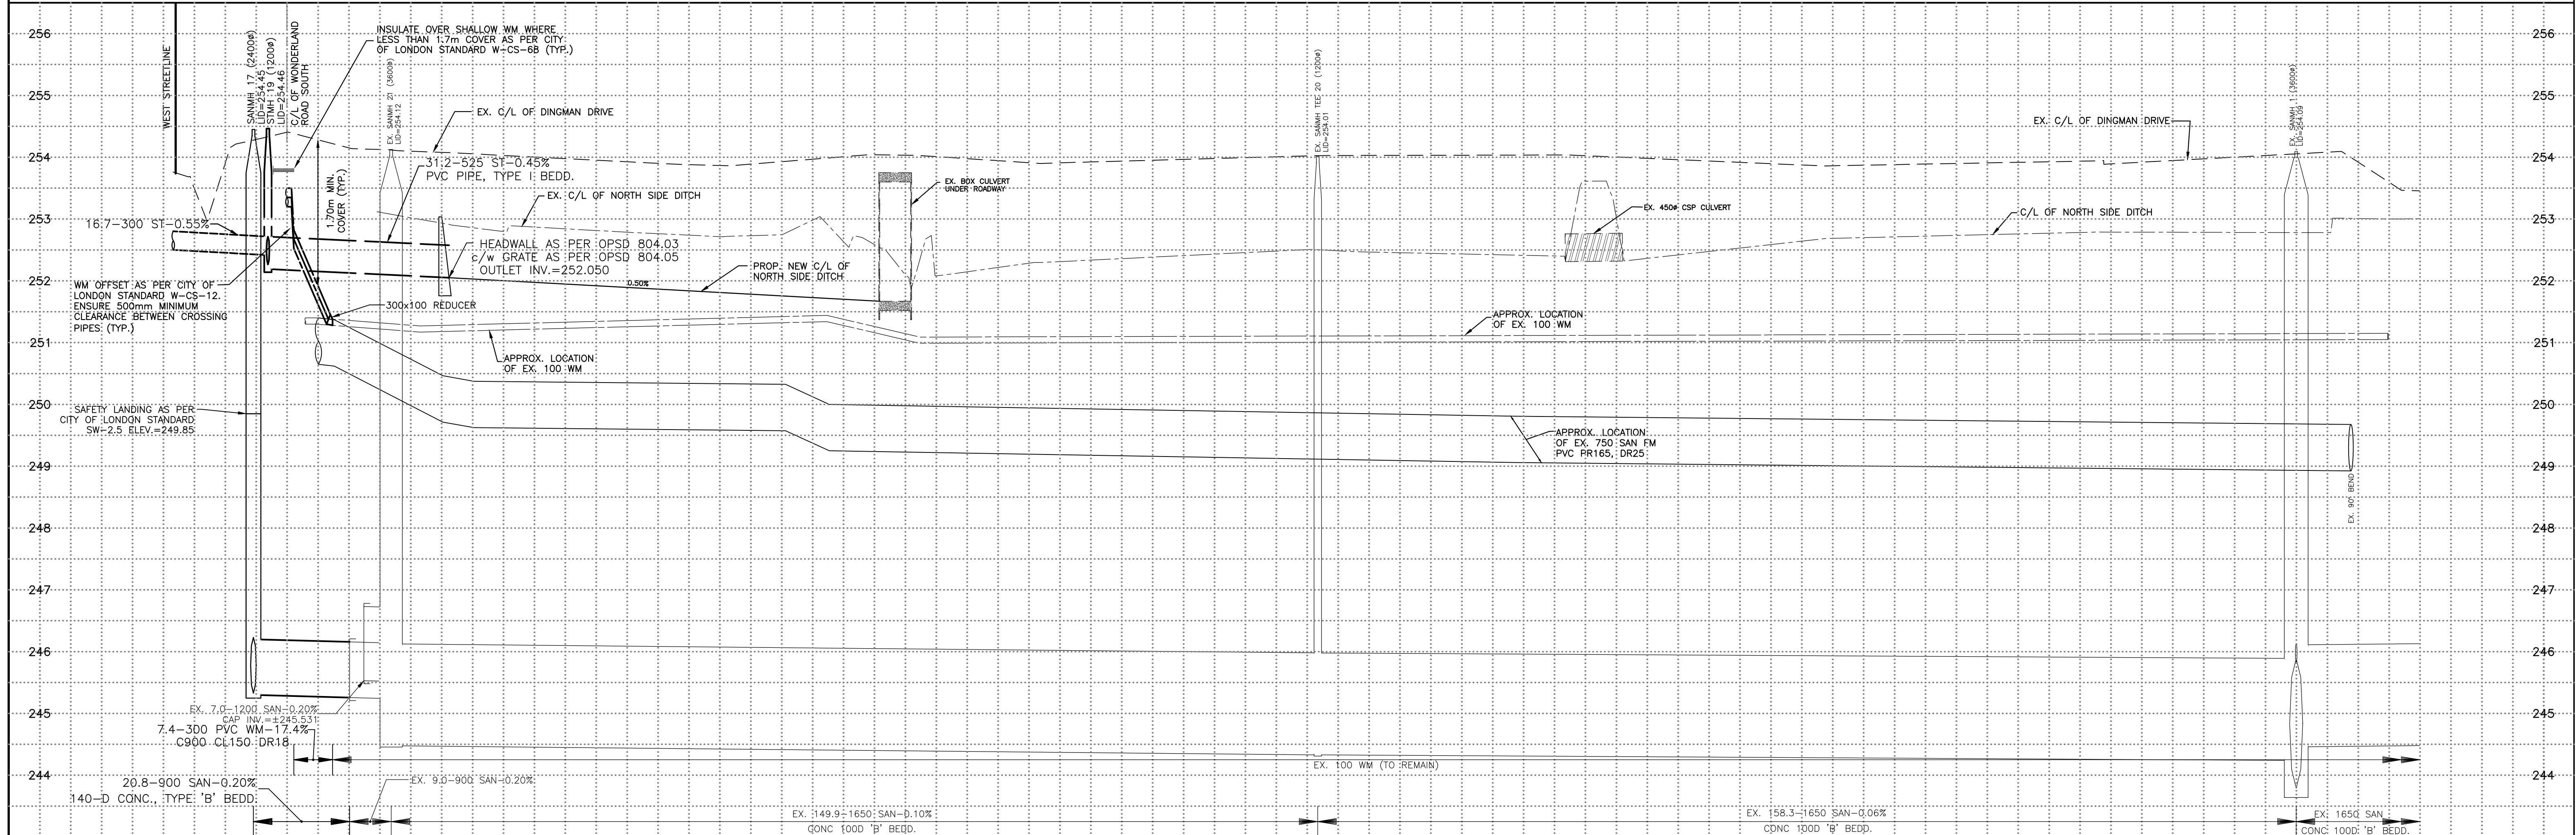 256
255
254
253
252
251
250
249
248
247
246
245
244
WEST STREETLINE
SANMH 17 (2400ø)
LID=254.45
STMH 19 (1200ø)
LID=254.46
C/L OF WONDERLAND
ROAD SOUTH
INSULATE OVER SHALLOW WM WHERE
LESS THAN 1.7m COVER AS PER CITY
OF LONDON STANDARD W-CS-6B (TYP.)
EX. SANMH 21 (3600ø)
LID=254.12
EX. C/L OF DINGMAN DRIVE
31.2-525 ST-0.45%
PVC PIPE, TYPE I BEDD.
1.70m MIN.
COVER (TYP.)
EX. C/L OF NORTH SIDE DITCH
16.7-300 ST-0.55%
HEADWALL AS PER OPSD 804.03
c/w GRATE AS PER OPSD 804.05
OUTLET INV.=252.050
WM OFFSET AS PER CITY OF
LONDON STANDARD W-CS-12.
ENSURE 500mm MINIMUM
CLEARANCE BETWEEN CROSSING
PIPES (TYP.)
300x100 REDUCER
0.50%
PROP. NEW C/L OF
NORTH SIDE DITCH
EX. BOX CULVERT
UNDER ROADWAY
APPROX. LOCATION
OF EX. 100 WM
SAFETY LANDING AS PER
CITY OF LONDON STANDARD
SW-2.5 ELEV.=249.85
EX. SANMH TEE 20 (1200ø)
LID=254.01
EX. 450ø CSP CULVERT
EX. C/L OF DINGMAN DRIVE
C/L OF NORTH SIDE DITCH
EX. SANMH 1 (3600ø)
LID=254.09
APPROX. LOCATION
OF EX. 100 WM
APPROX. LOCATION
OF EX. 750 SAN FM
PVC PR165, DR25
EX. 90° BEND
EX. 7.0-1200 SAN-0.20%
CAP INV.=±245.531
7.4-300 PVC WM-17.4%
C900 CL150 DR18
20.8-900 SAN-0.20%
140-D CONC., TYPE 'B' BEDD.
EX. 9.0-900 SAN-0.20%
EX. 100 WM (TO REMAIN)
EX. 149.9-1650 SAN-0.10%
CONC 100D 'B' BEDD.
EX. 158.3-1650 SAN-0.06%
CONC 100D 'B' BEDD.
EX. 1650 SAN
CONC 100D 'B' BEDD.
256
255
254
253
252
251
250
249
248
247
246
245
244